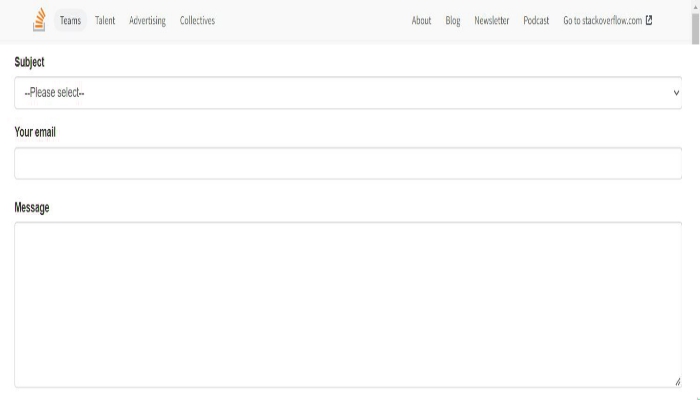 Teams Talent Advertising Collectives About Blog Newsletter Podcast Go to stackoverflow.com
Subject
--Please select--
Your email
Message